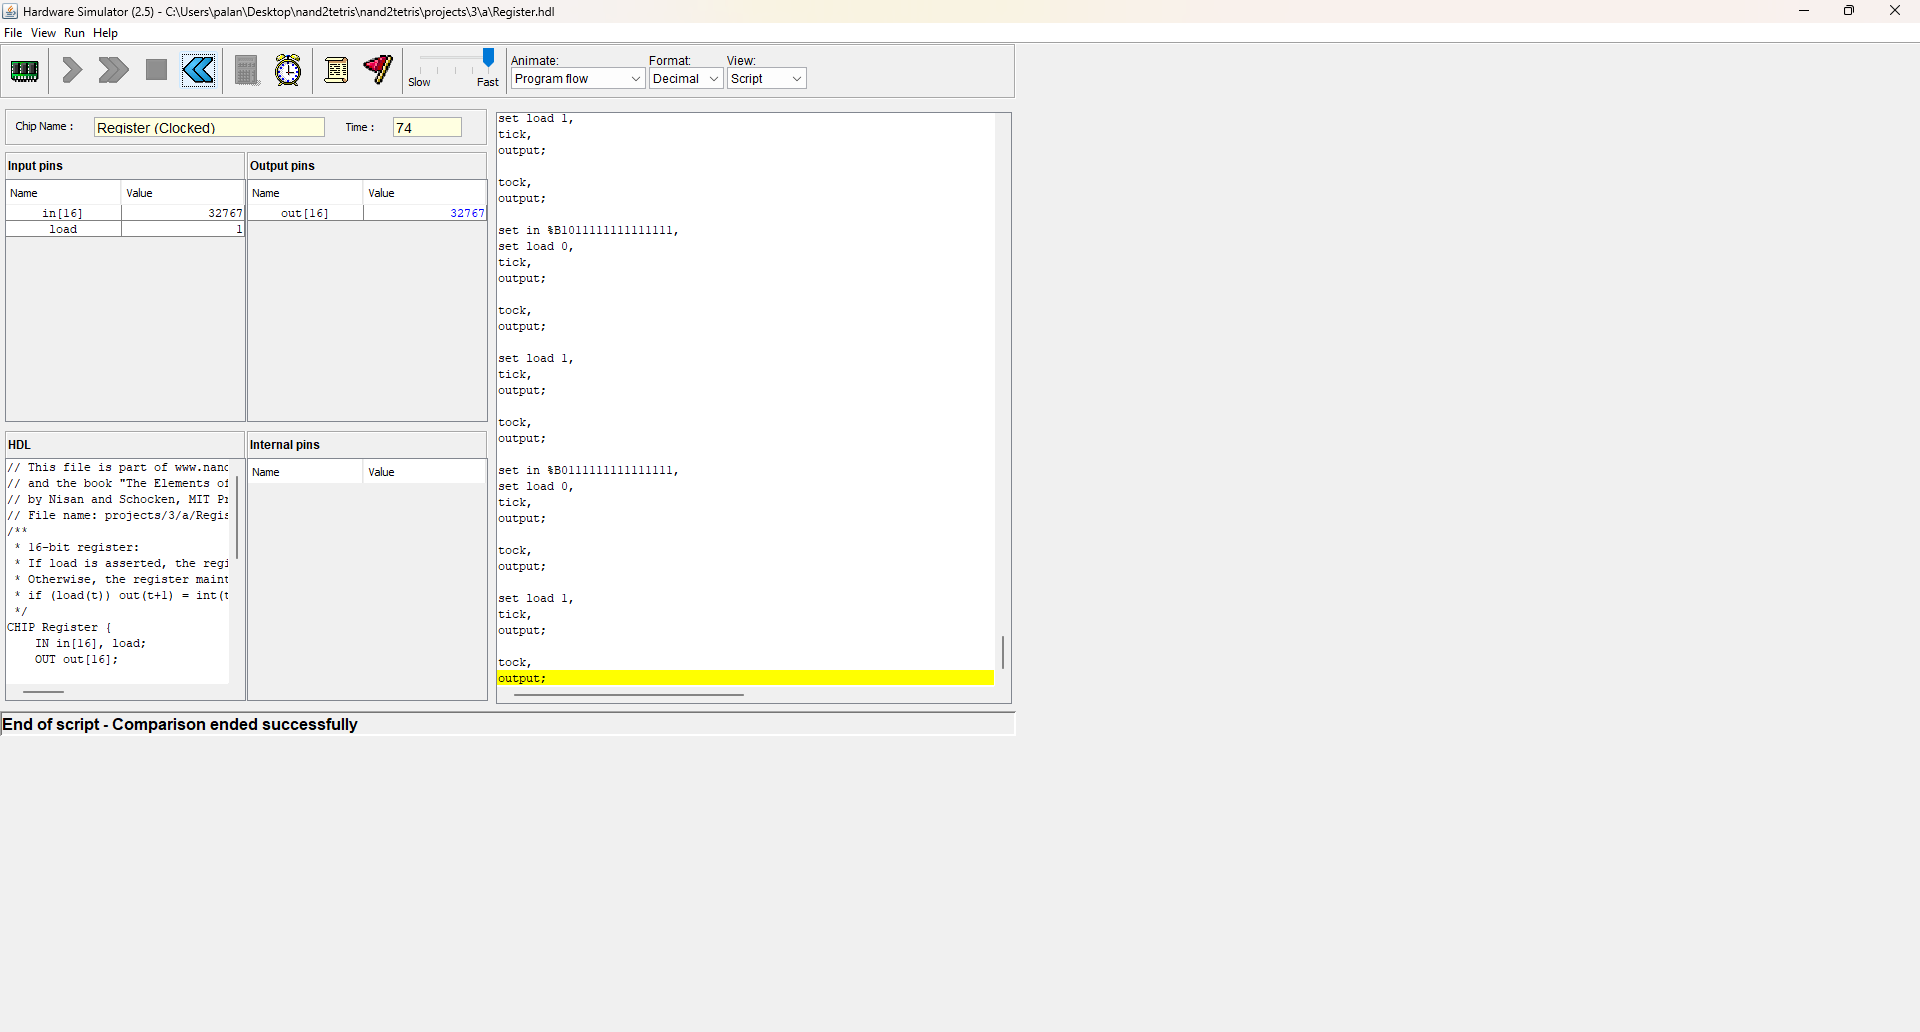 Hardware Simulator (2.5) - C:\Users\palan\Desktop\nand2tetris\nand2tetris\projects\3\a\Register.hdl
File View Run Help
Slow Fast
Animate: Format: View:
Program flow Decimal Script
Chip Name : Register (Clocked) Time : 74
Input pins
Name Value
in[16] 32767
load 1
Output pins
Name Value
out[16] 32767
HDL
// This file is part of www.nand
// and the book "The Elements of
// by Nisan and Schocken, MIT Pr
// File name: projects/3/a/Regis
/**
* 16-bit register:
* If load is asserted, the regi
* Otherwise, the register maint
* if (load(t)) out(t+1) = int(t
*/
CHIP Register {
IN in[16], load;
OUT out[16];
Internal pins
Name Value
set load 1,
tick,
output;
tock,
output;
set in %B1011111111111111,
set load 0,
tick,
output;
tock,
output;
set load 1,
tick,
output;
tock,
output;
set in %B0111111111111111,
set load 0,
tick,
output;
tock,
output;
set load 1,
tick,
output;
tock,
output;
End of script - Comparison ended successfully